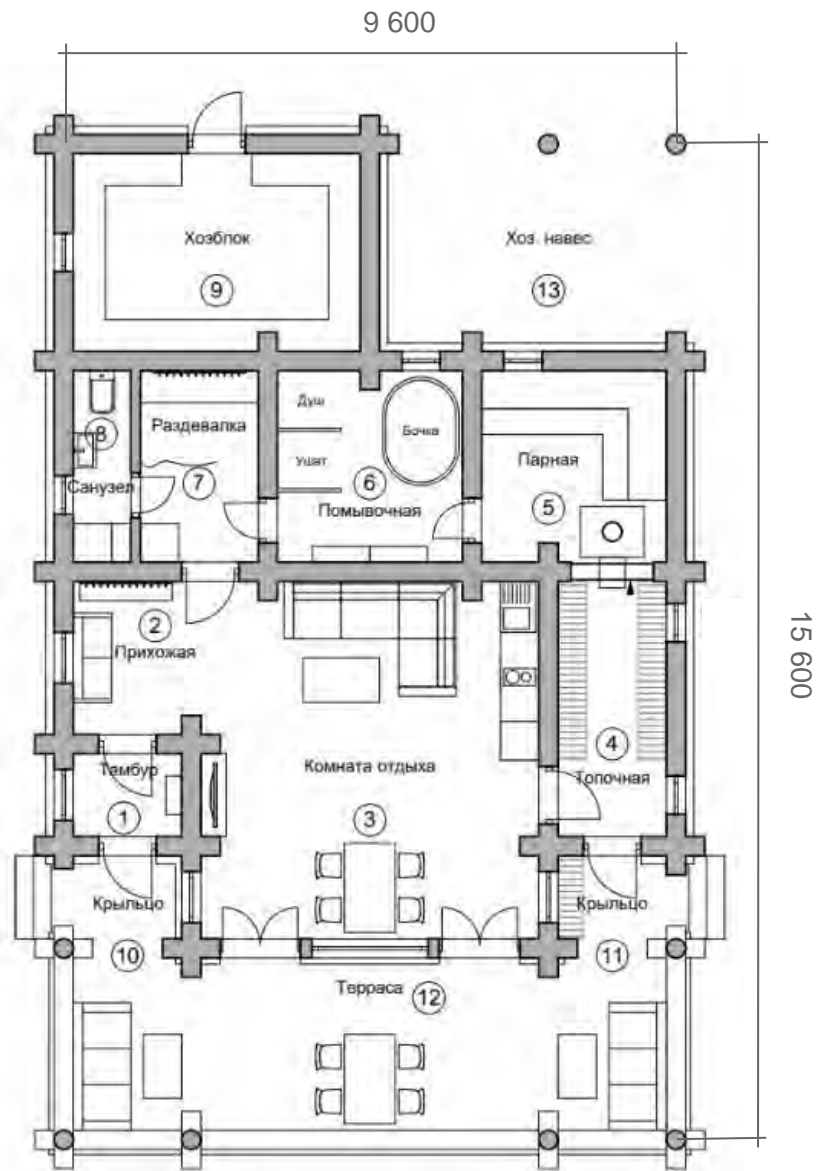 9 600
Хозблок
9
Хоз. навес
13
15 600
8
Санузел
Раздевалка
7
Душ
Ушат
Бочка
6
Помывочная
Парная
5
2
Прихожая
Тамбур
1
Комната отдыха
3
4
Топочная
Крыльцо
10
Крыльцо
11
Терраса
12